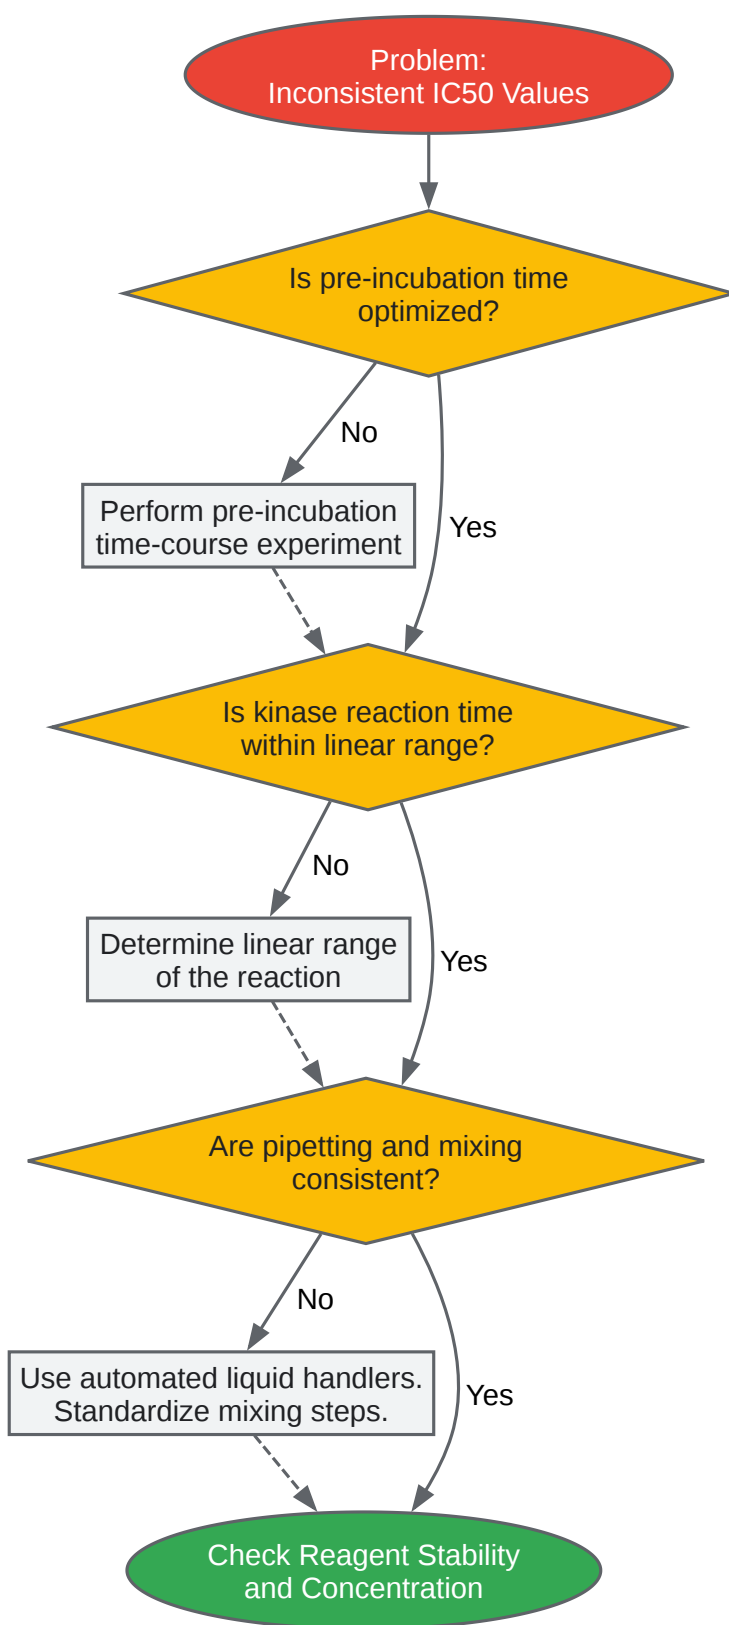 Problem:
Inconsistent IC50 Values
Is pre-incubation time
optimized?
No
Yes
Perform pre-incubation
time-course experiment
Is kinase reaction time
within linear range?
No
Yes
Determine linear range
of the reaction
Are pipetting and mixing
consistent?
No
Yes
Use automated liquid handlers.
Standardize mixing steps.
Check Reagent Stability
and Concentration